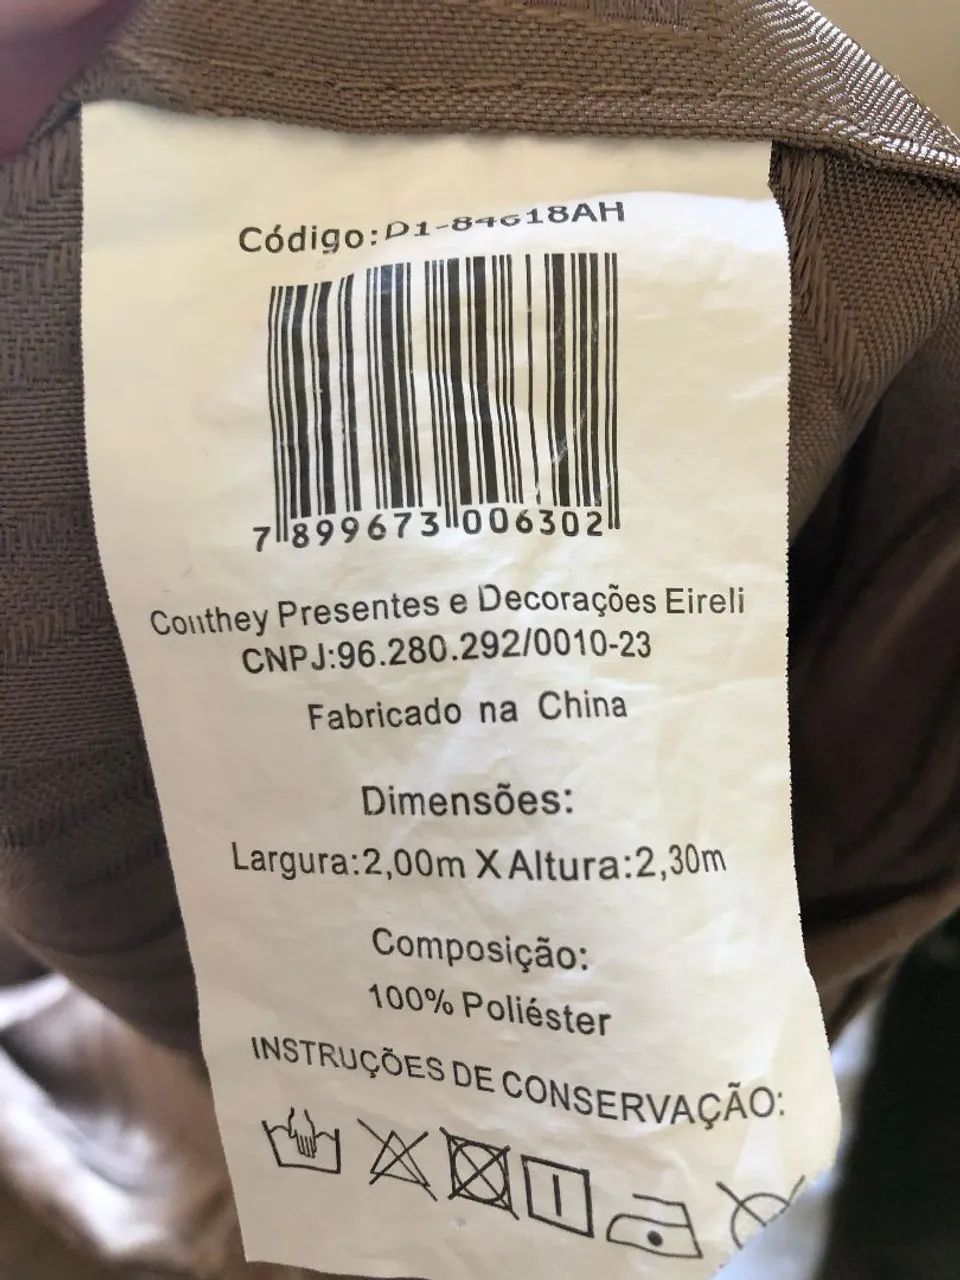 Código:D1-84618AH
7 899673 006302
Couthey Presentes e Decorações Eireli
CNPJ:96.280.292/0010-23
Fabricado na China
Dimensões:
Largura:2,00m X Altura:2,30m
Composição:
100% Poliéster
INSTRUÇÕES DE CONSERVAÇÃO: